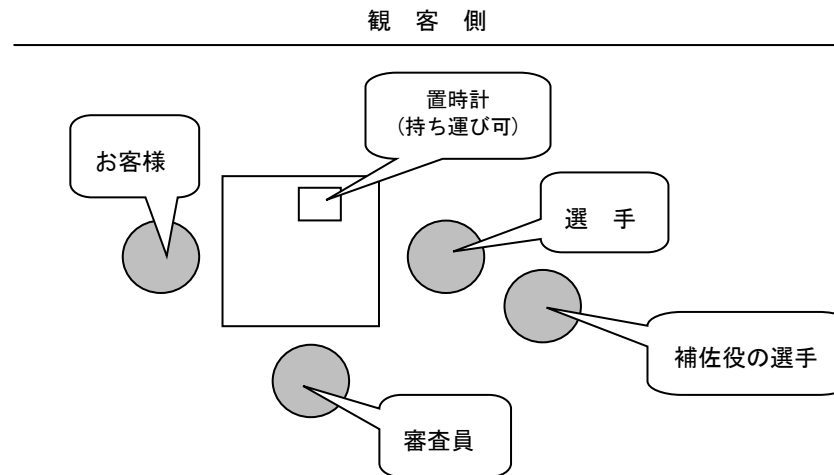 観　客　側
置時計
(持ち運び可)
お客様
選　手
補佐役の選手
審査員